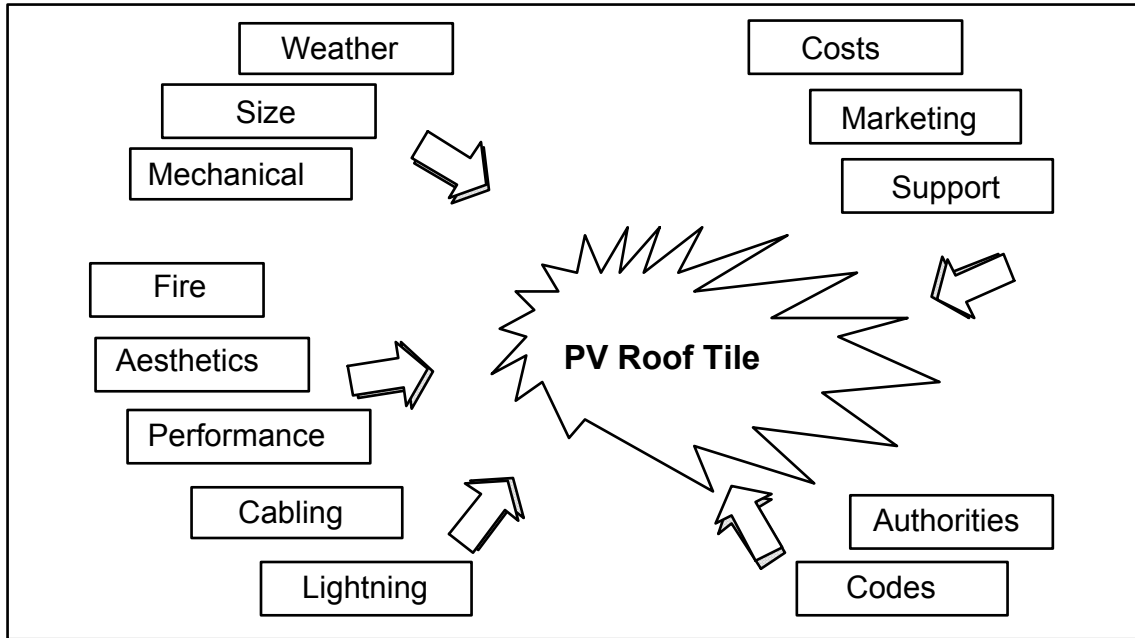 Weather
Size
Mechanical
Costs
Marketing
Support
Fire
Aesthetics
Performance
Cabling
Lightning
PV Roof Tile
Authorities
Codes